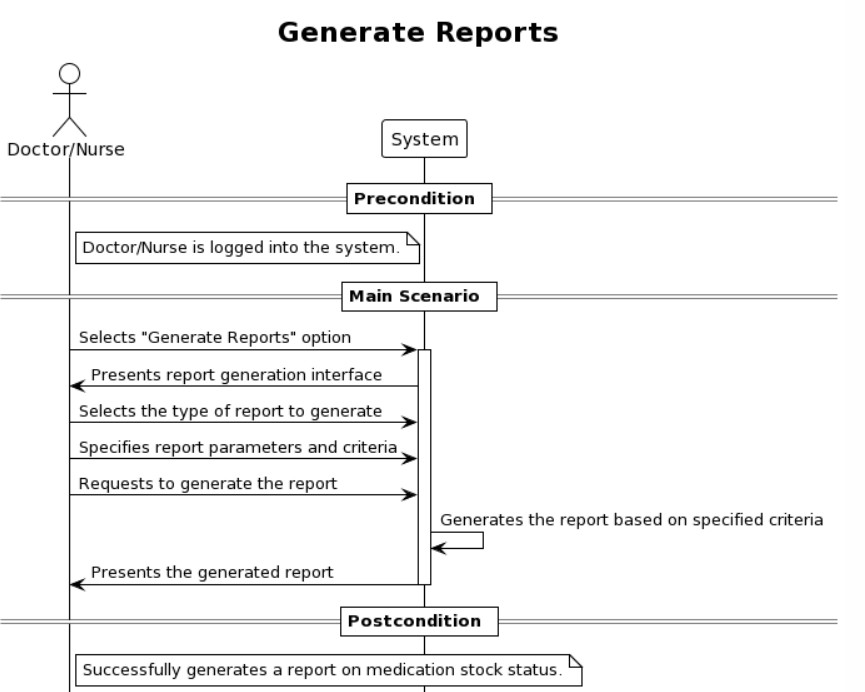 Generate Reports
Doctor/Nurse
System
Precondition
Doctor/Nurse is logged into the system.
Main Scenario
Selects "Generate Reports" option
Presents report generation interface
Selects the type of report to generate
Specifies report parameters and criteria
Requests to generate the report
Generates the report based on specified criteria
Presents the generated report
Postcondition
Successfully generates a report on medication stock status.